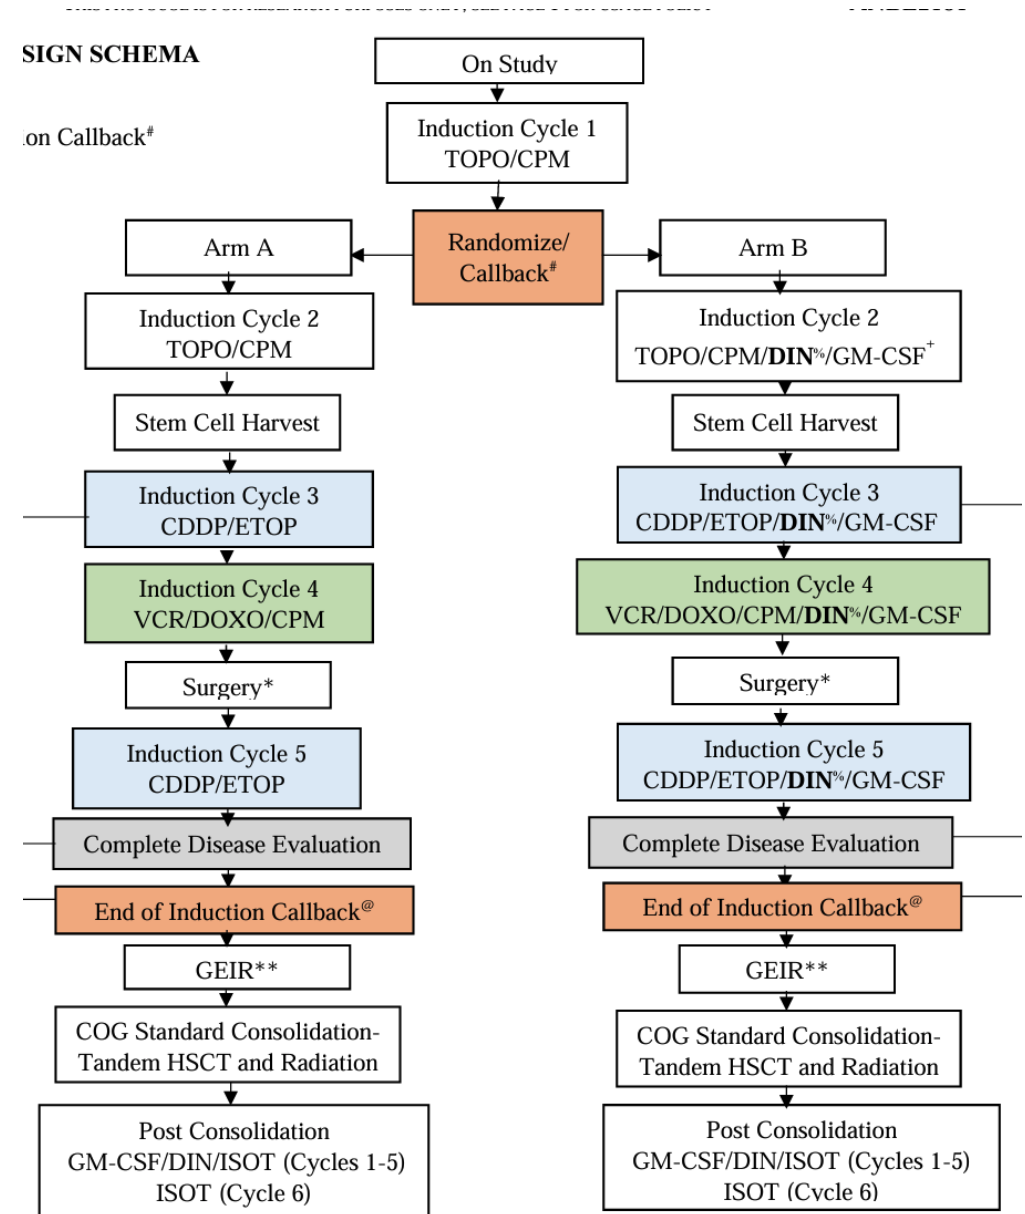 SIGN SCHEMA
On Study
ion Callback#
Induction Cycle 1
TOPO/CPM
Randomize/
Callback#
Arm A
Arm B
Induction Cycle 2
TOPO/CPM
Induction Cycle 2
TOPO/CPM/DIN%/GM-CSF+
Stem Cell Harvest
Stem Cell Harvest
Induction Cycle 3
CDDP/ETOP
Induction Cycle 3
CDDP/ETOP/DIN%/GM-CSF
Induction Cycle 4
VCR/DOXO/CPM
Induction Cycle 4
VCR/DOXO/CPM/DIN%/GM-CSF
Surgery*
Surgery*
Induction Cycle 5
CDDP/ETOP
Induction Cycle 5
CDDP/ETOP/DIN%/GM-CSF
Complete Disease Evaluation
Complete Disease Evaluation
End of Induction Callback@
End of Induction Callback@
GEIR**
GEIR**
COG Standard Consolidation-
Tandem HSCT and Radiation
COG Standard Consolidation-
Tandem HSCT and Radiation
Post Consolidation
GM-CSF/DIN/ISOT (Cycles 1-5)
ISOT (Cycle 6)
Post Consolidation
GM-CSF/DIN/ISOT (Cycles 1-5)
ISOT (Cycle 6)